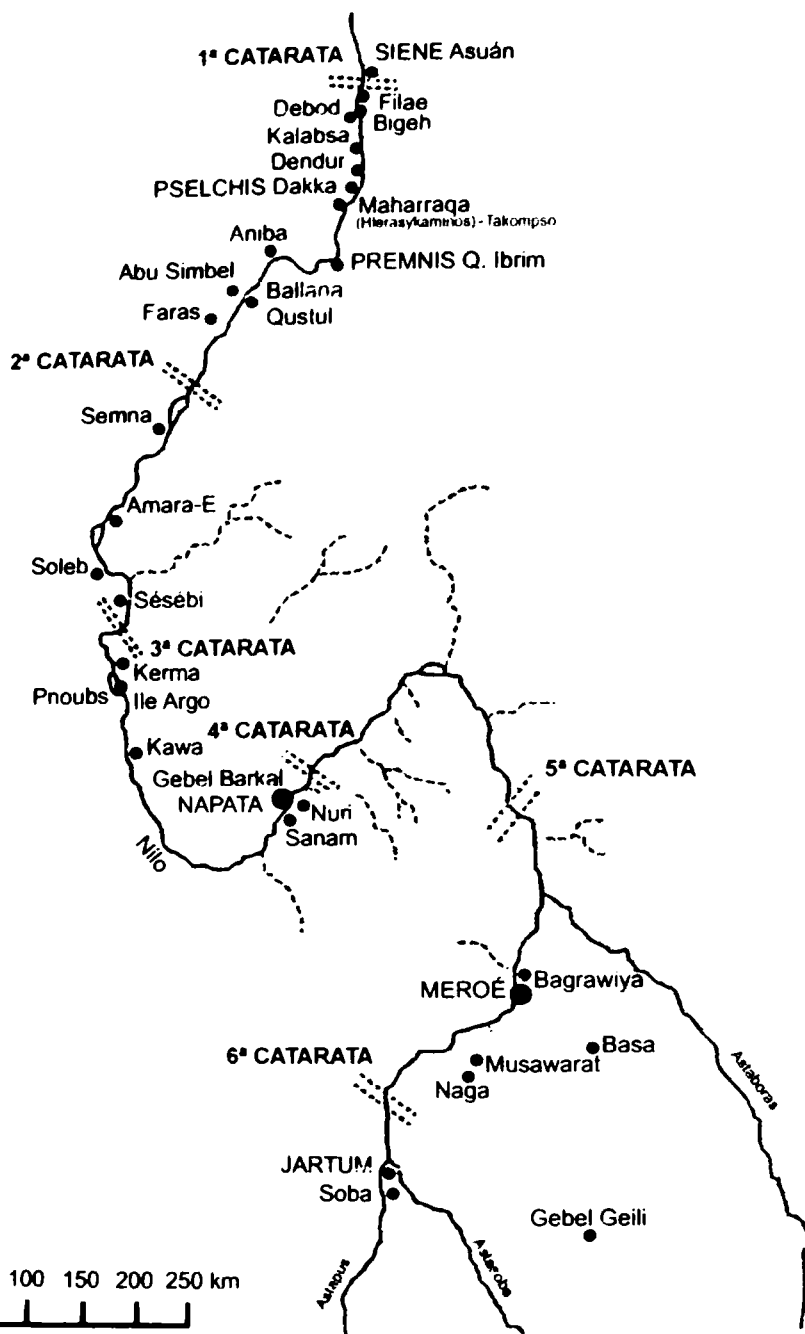 1ª CATARATA
SIENE Asuán
Debod
Filae
Bigeh
Kalabsa
Dendur
PSELCHIS Dakka
Maharraqa
(Hierasykaminos) - Takompso
Aniba
PREMNIS Q. Ibrim
Abu Simbel
Ballana
Faras
Qustul
2ª CATARATA
Semna
Amara-E
Soleb
Sésébi
3ª CATARATA
Kerma
Pnoubs
Ile Argo
4ª CATARATA
Kawa
5ª CATARATA
Gebel Barkal
NAPATA
Nuri
Sanam
Nilo
Bagrawiya
MEROÉ
Basa
6ª CATARATA
Musawarat
Naga
Astaboras
JARTUM
Soba
Gebel Geili
Astapus
100 150 200 250 km